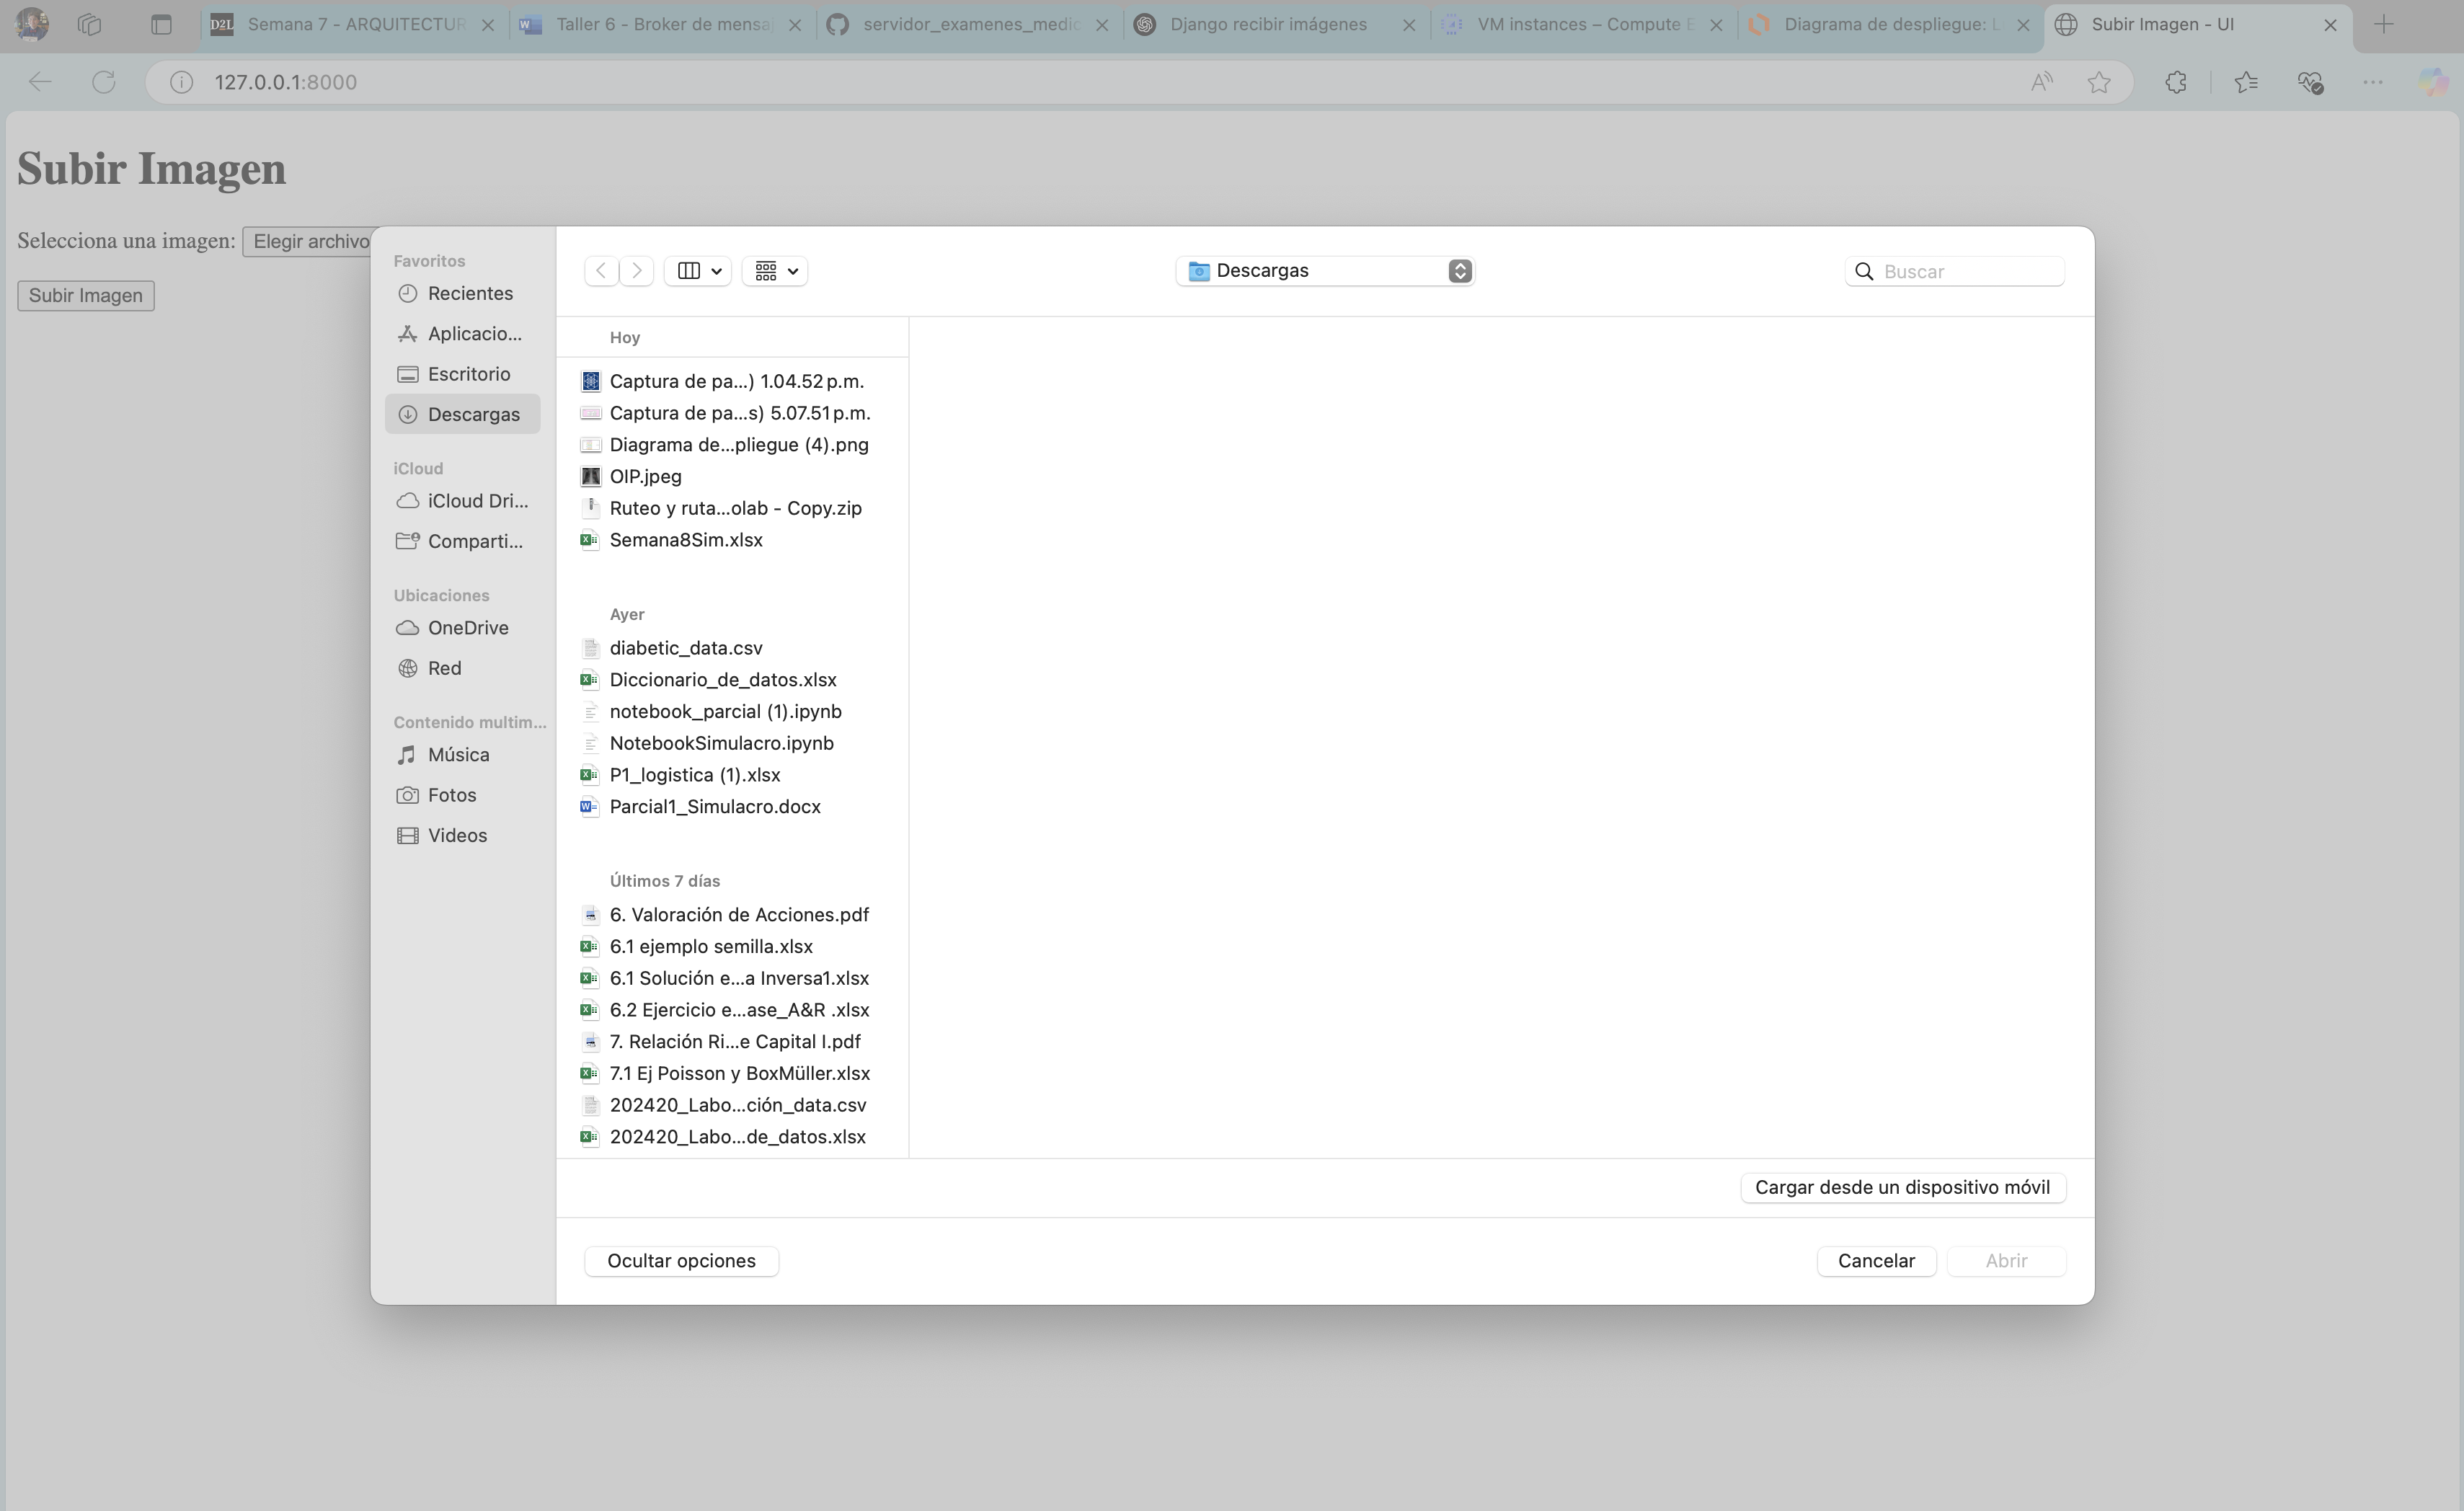 D2L Semana 7 - ARQUITECTUR
Taller 6 - Broker de mensaj
servidor_examenes_medic
Django recibir imágenes
VM instances – Compute E
Diagrama de despliegue: L
Subir Imagen - UI
127.0.0.1:8000
Subir Imagen
Selecciona una imagen: Elegir archivo
Subir Imagen
Favoritos
Recientes
Aplicacio...
Escritorio
Descargas
iCloud
iCloud Dri...
Comparti...
Ubicaciones
OneDrive
Red
Contenido multim...
Música
Fotos
Videos
Descargas
Buscar
Hoy
Captura de pa...) 1.04.52 p.m.
Captura de pa...s) 5.07.51 p.m.
Diagrama de...pliegue (4).png
OIP.jpeg
Ruteo y ruta...olab - Copy.zip
Semana8Sim.xlsx
Ayer
diabetic_data.csv
Diccionario_de_datos.xlsx
notebook_parcial (1).ipynb
NotebookSimulacro.ipynb
P1_logistica (1).xlsx
Parcial1_Simulacro.docx
Últimos 7 días
6. Valoración de Acciones.pdf
6.1 ejemplo semilla.xlsx
6.1 Solución e...a Inversa1.xlsx
6.2 Ejercicio e...ase_A&R .xlsx
7. Relación Ri...e Capital I.pdf
7.1 Ej Poisson y BoxMüller.xlsx
202420_Labo...ción_data.csv
202420_Labo...de_datos.xlsx
Cargar desde un dispositivo móvil
Ocultar opciones
Cancelar
Abrir